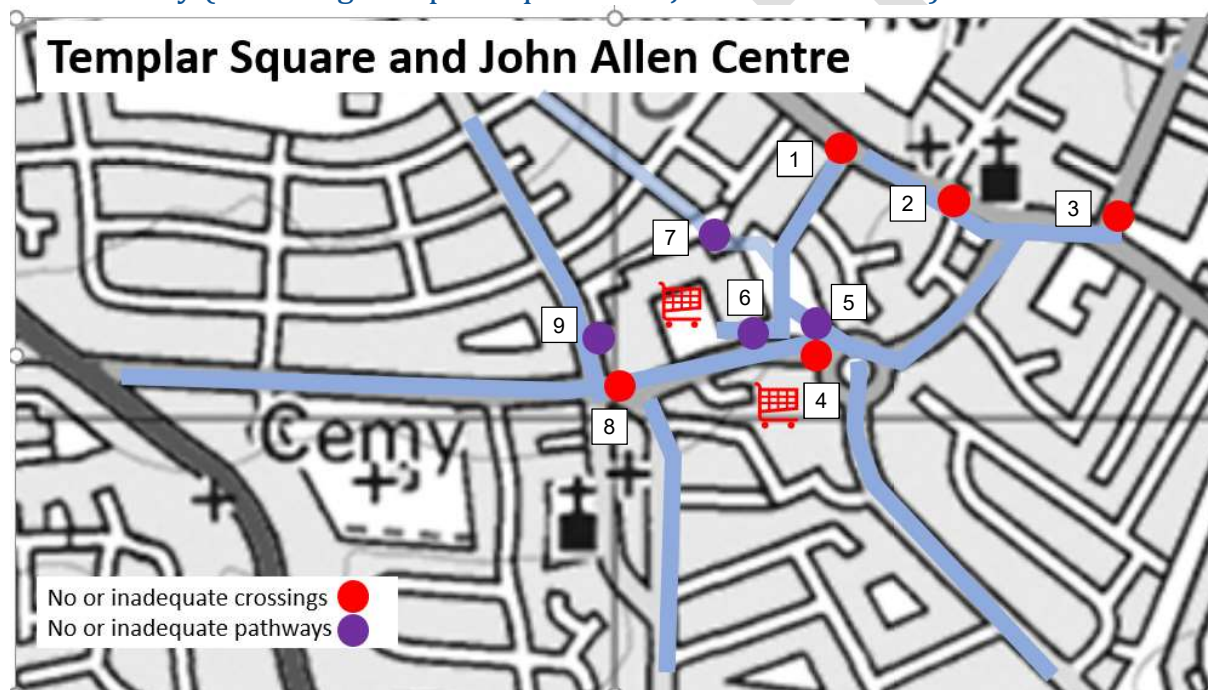 Templar Square and John Allen Centre
1
2
3
7
6
5
9
4
8
Cemy
No or inadequate crossings
No or inadequate pathways